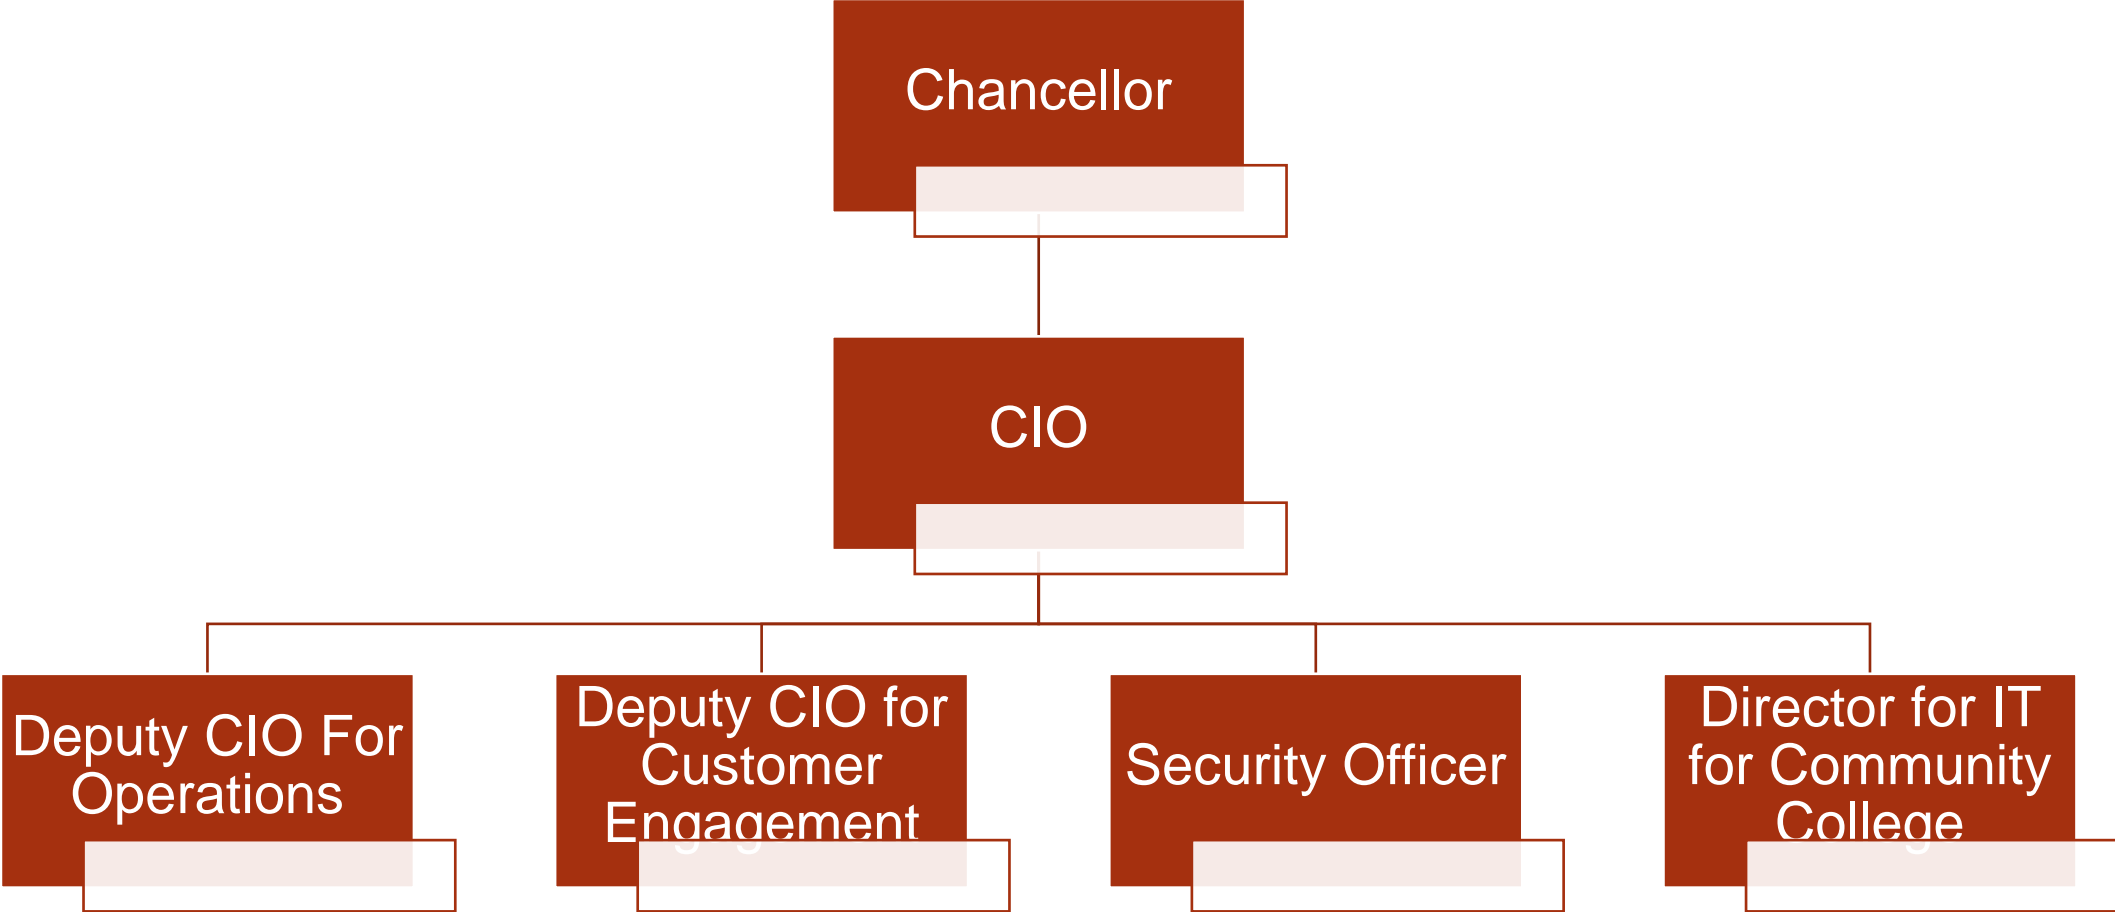 Chancellor
CIO
Deputy CIO For
Operations
Deputy CIO for
Customer
Engagement
Security Officer
Director for IT
for Community
College